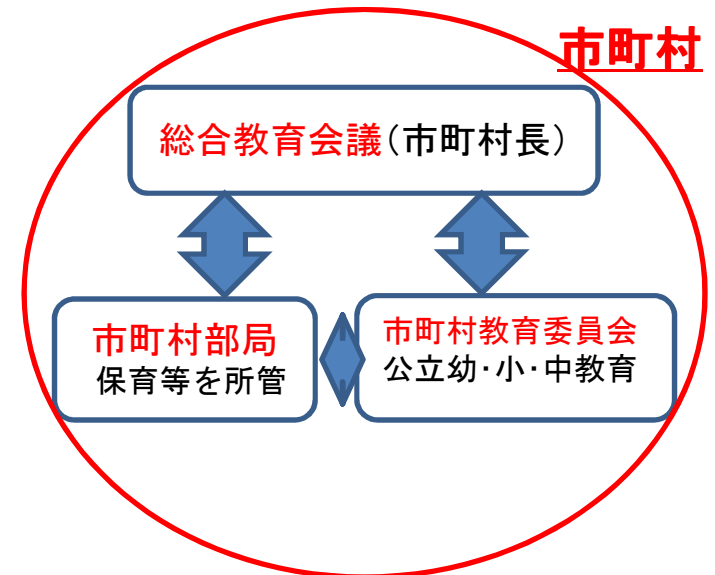 市町村
総合教育会議(市町村長)
市町村部局
保育等を所管
市町村教育委員会
公立幼・小・中教育